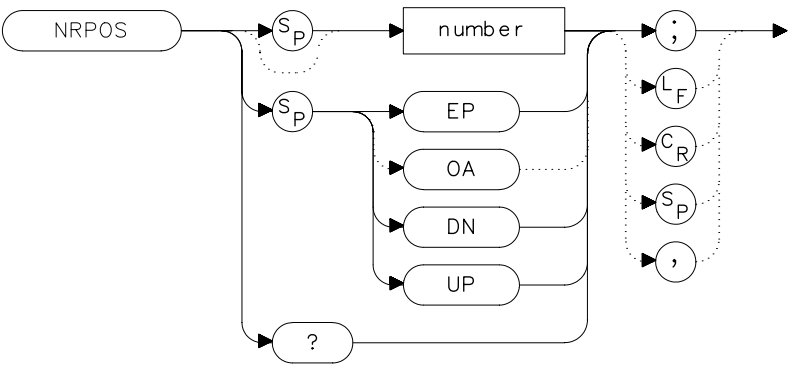 NRPOS SP number ;
LF
SP EP
CR
OA
SP
DN
,
UP
?